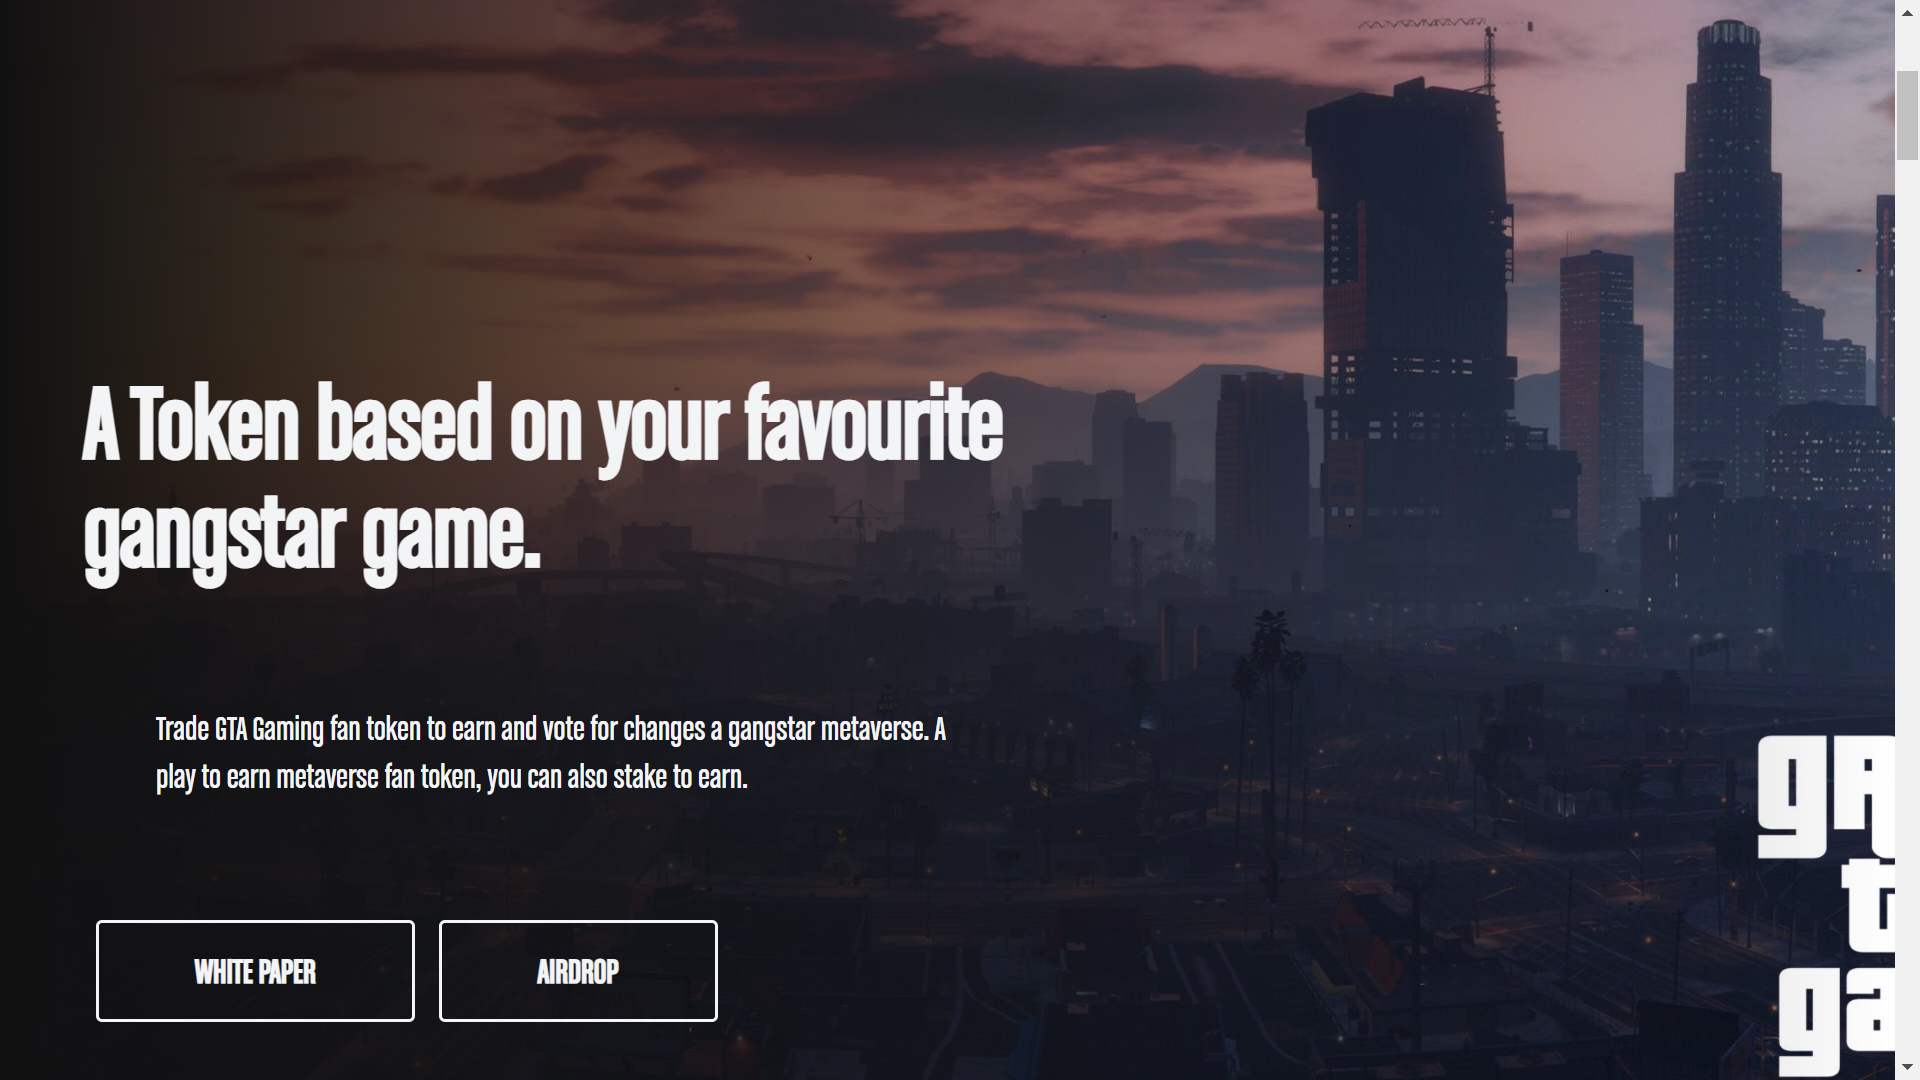 A Token based on your favourite
gangstar game.
Trade GTA Gaming fan token to earn and vote for changes a gangstar metaverse. A
play to earn metaverse fan token, you can also stake to earn.
WHITE PAPER
AIRDROP